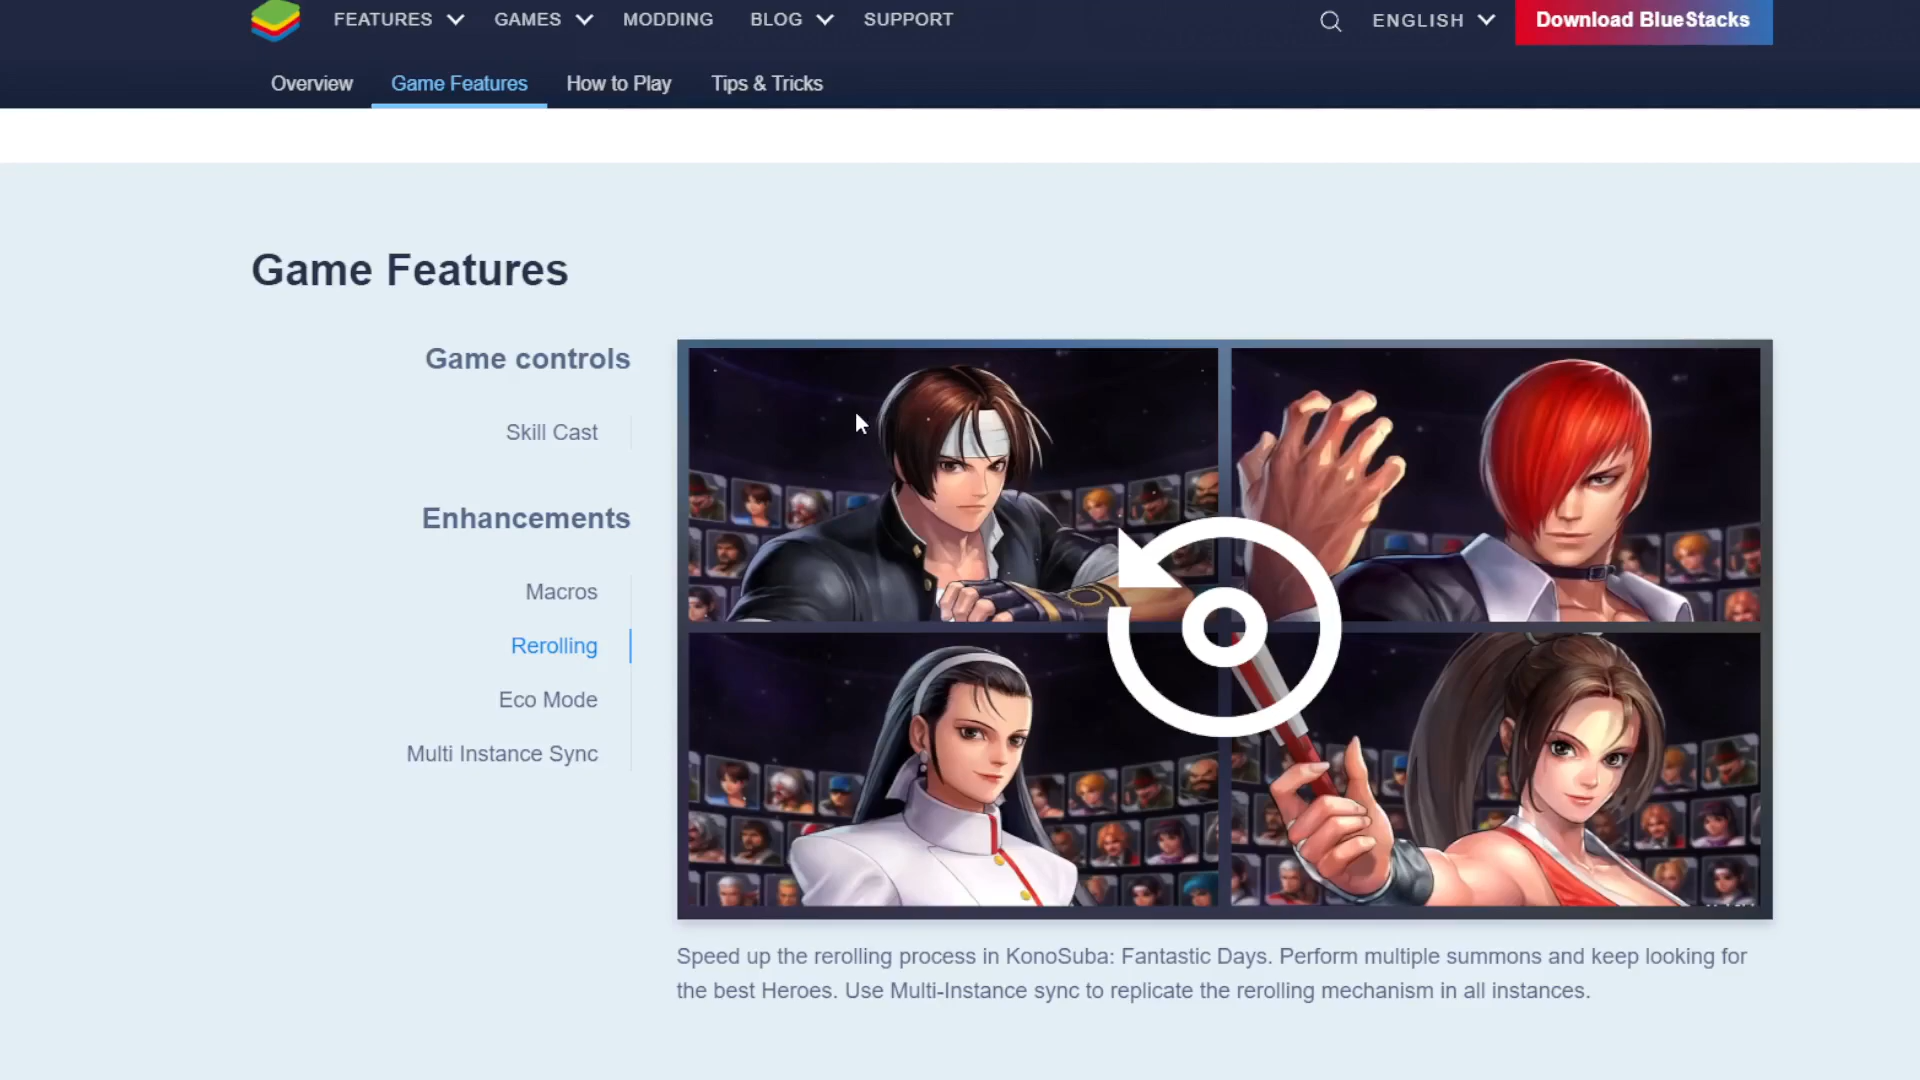 FEATURES GAMES MODDING BLOG SUPPORT ENGLISH Download BlueStacks
Overview Game Features How to Play Tips & Tricks
Game Features
Game controls
Skill Cast
Enhancements
Macros
Rerolling
Eco Mode
Multi Instance Sync
Speed up the rerolling process in KonoSuba: Fantastic Days. Perform multiple summons and keep looking for
the best Heroes. Use Multi-Instance sync to replicate the rerolling mechanism in all instances.